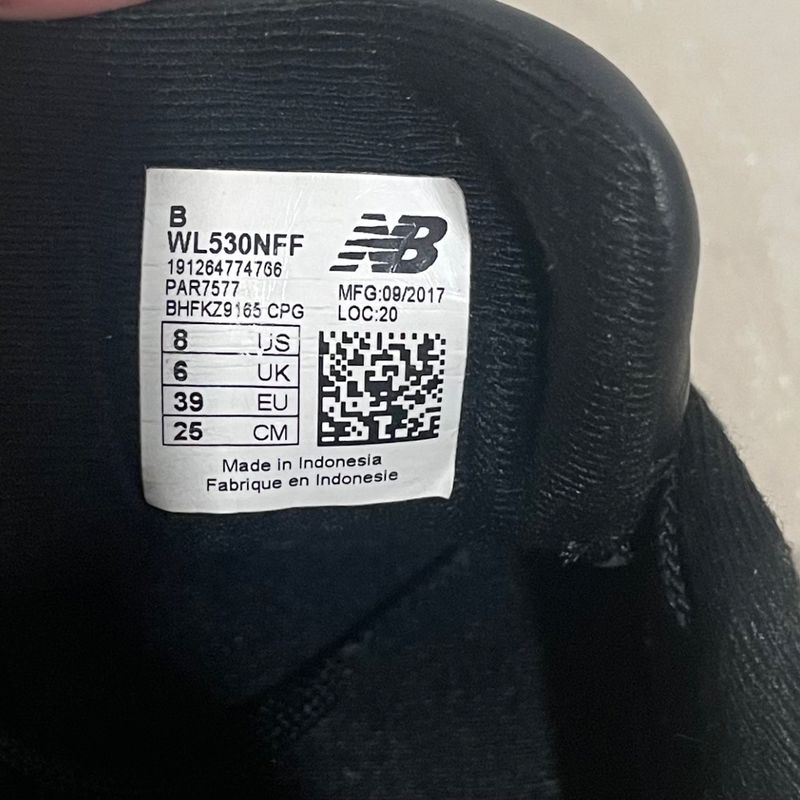 B
WL530NFF
191264774766
PAR7577
BHFKZ9165 CPG
NB
MFG:09/2017
LOC:20
8 US
6 UK
39 EU
25 CM
Made in Indonesia
Fabrique en Indonesie